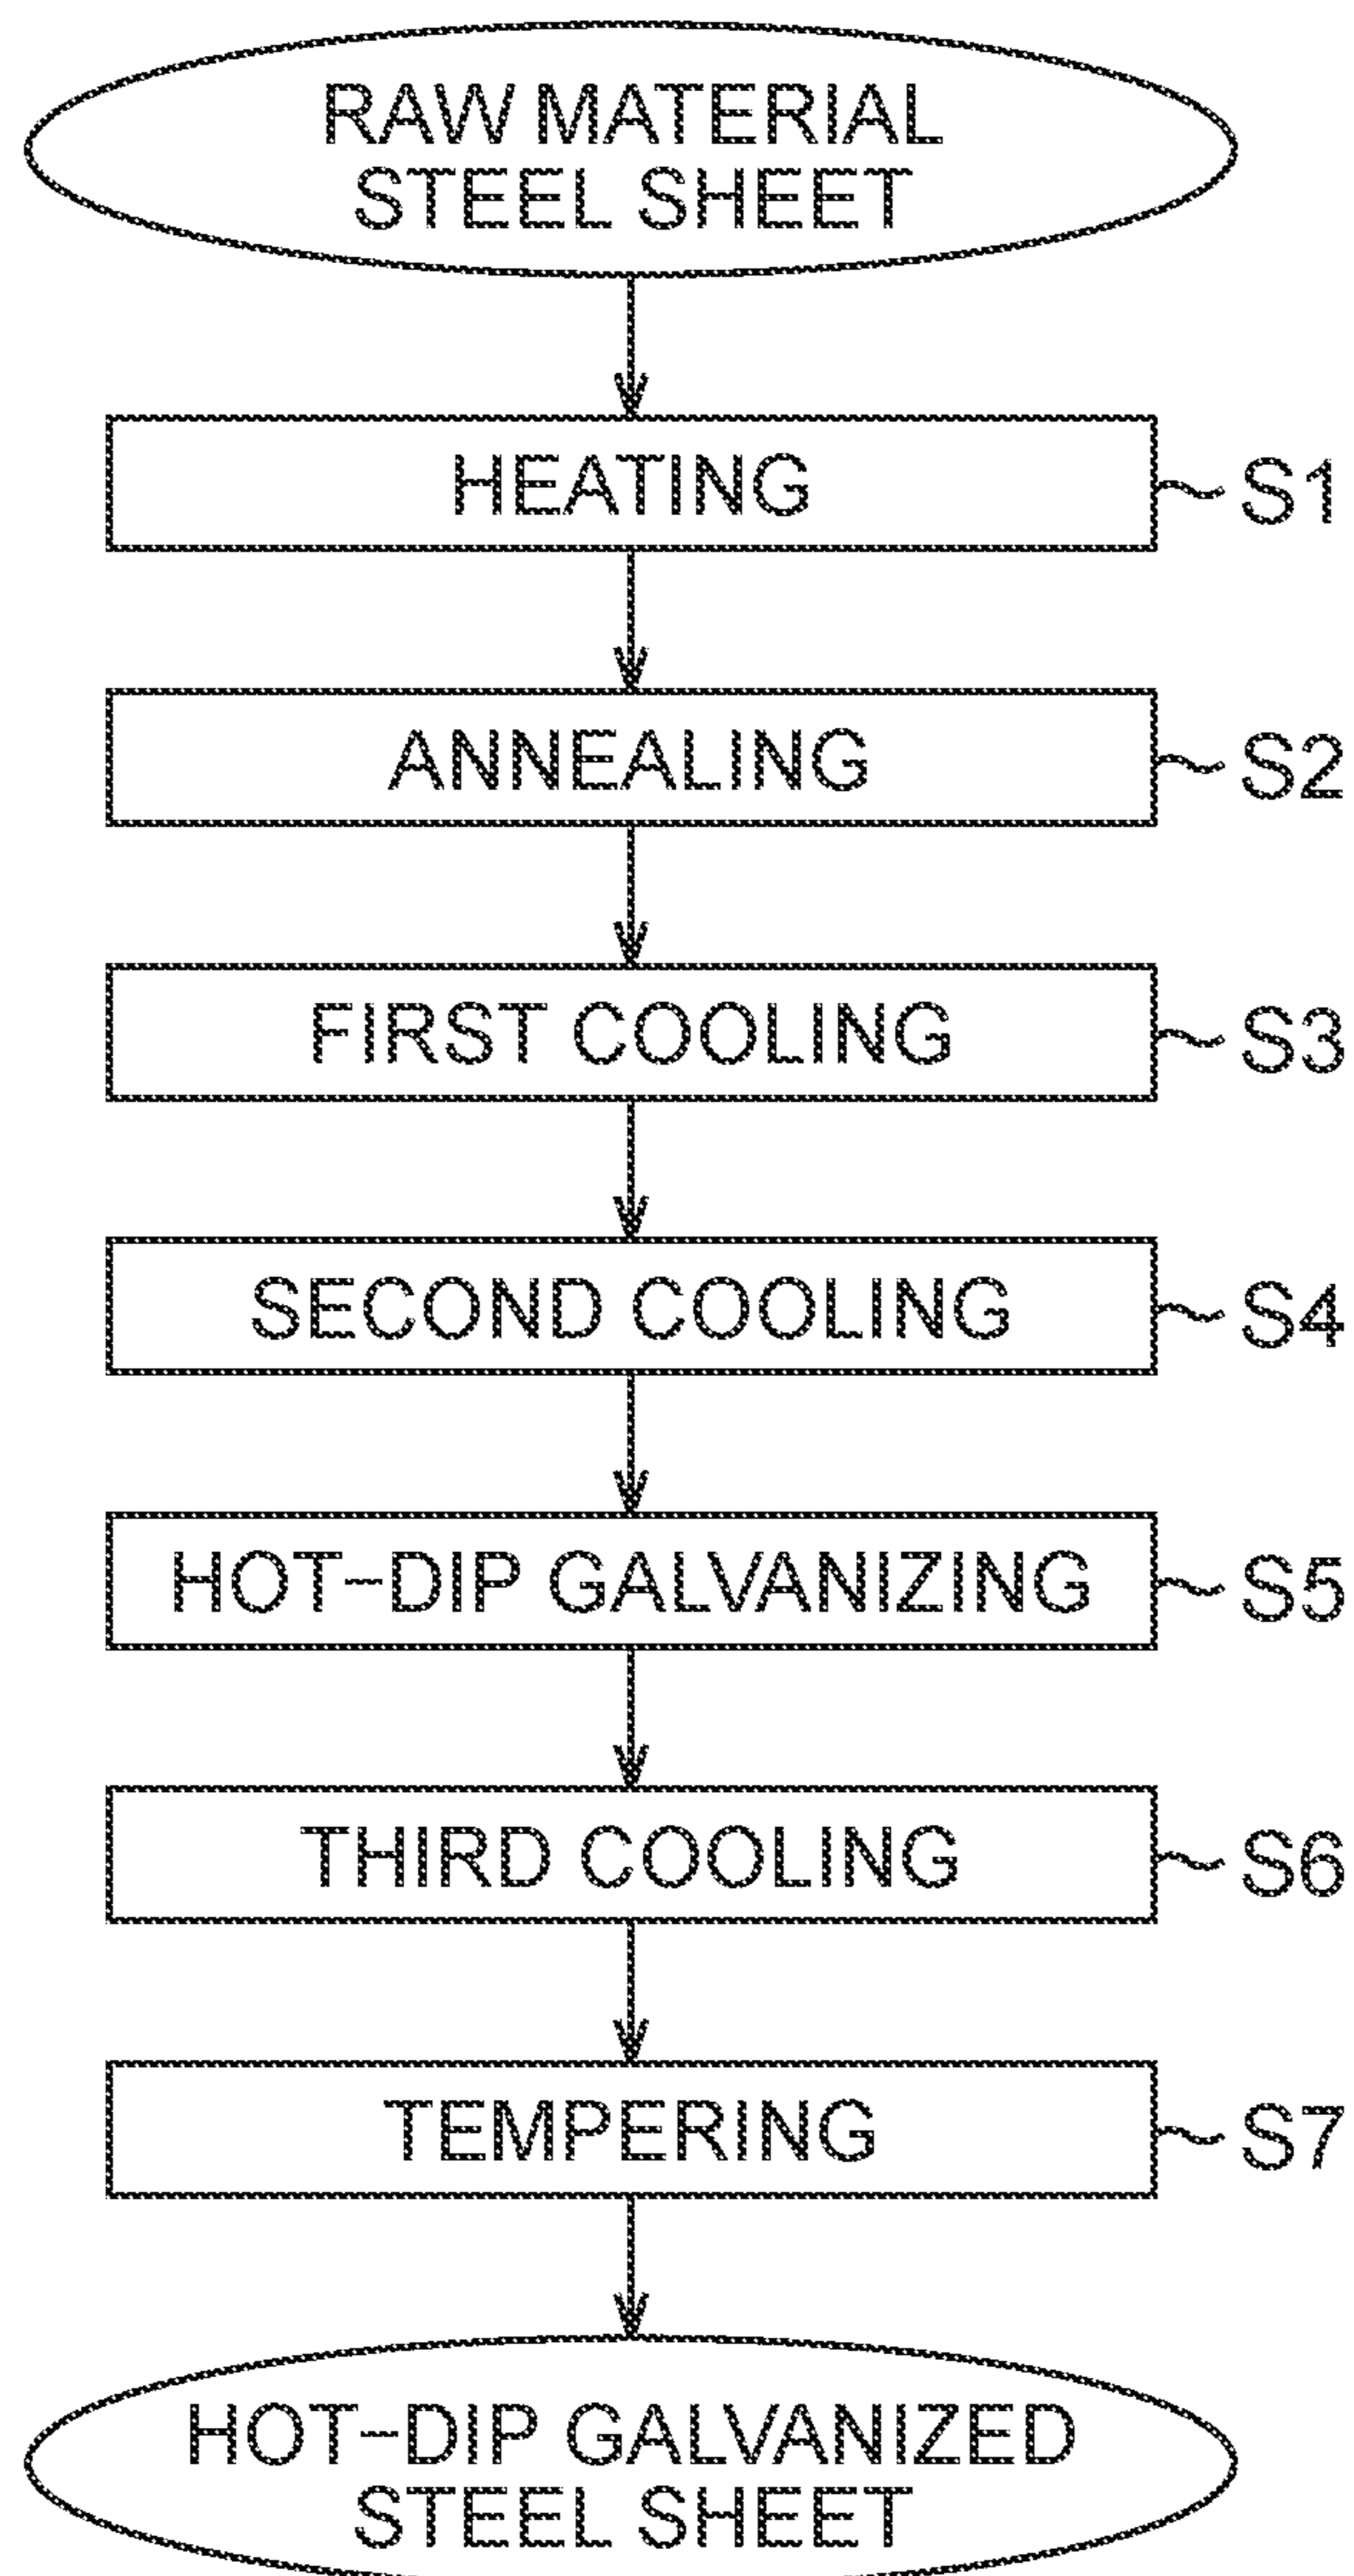 RAW MATERIAL
STEEL SHEET
HEATING
S1
ANNEALING
S2
FIRST COOLING
S3
SECOND COOLING
S4
HOT-DIP GALVANIZING
S5
THIRD COOLING
S6
TEMPERING
S7
HOT-DIP GALVANIZED
STEEL SHEET